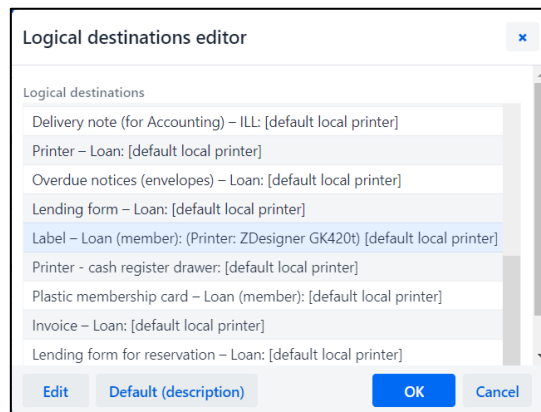 Logical destinations editor
×
Logical destinations
Delivery note (for Accounting) – ILL: [default local printer]
Printer – Loan: [default local printer]
Overdue notices (envelopes) – Loan: [default local printer]
Lending form – Loan: [default local printer]
Label – Loan (member): (Printer: ZDesigner GK420t) [default local printer]
Printer - cash register drawer: [default local printer]
Plastic membership card – Loan (member): [default local printer]
Invoice – Loan: [default local printer]
Lending form for reservation – Loan: [default local printer]
Edit Default (description) OK Cancel